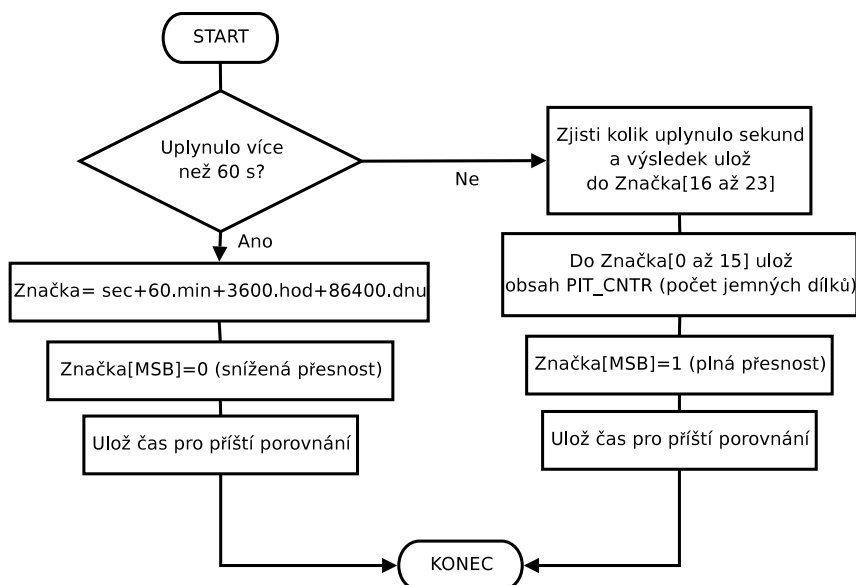 START
Uplynulo více
než 60 s?
Ne
Ano
Zjisti kolik uplynulo sekund
a výsledek ulož
do Značka[16 až 23]
Značka= sec+60.min+3600.hod+86400.dnu
Do Značka[0 až 15] ulož
obsah PIT_CNTR (počet jemných dílků)
Značka[MSB]=0 (snížená přesnost)
Značka[MSB]=1 (plná přesnost)
Ulož čas pro příští porovnání
Ulož čas pro příští porovnání
KONEC